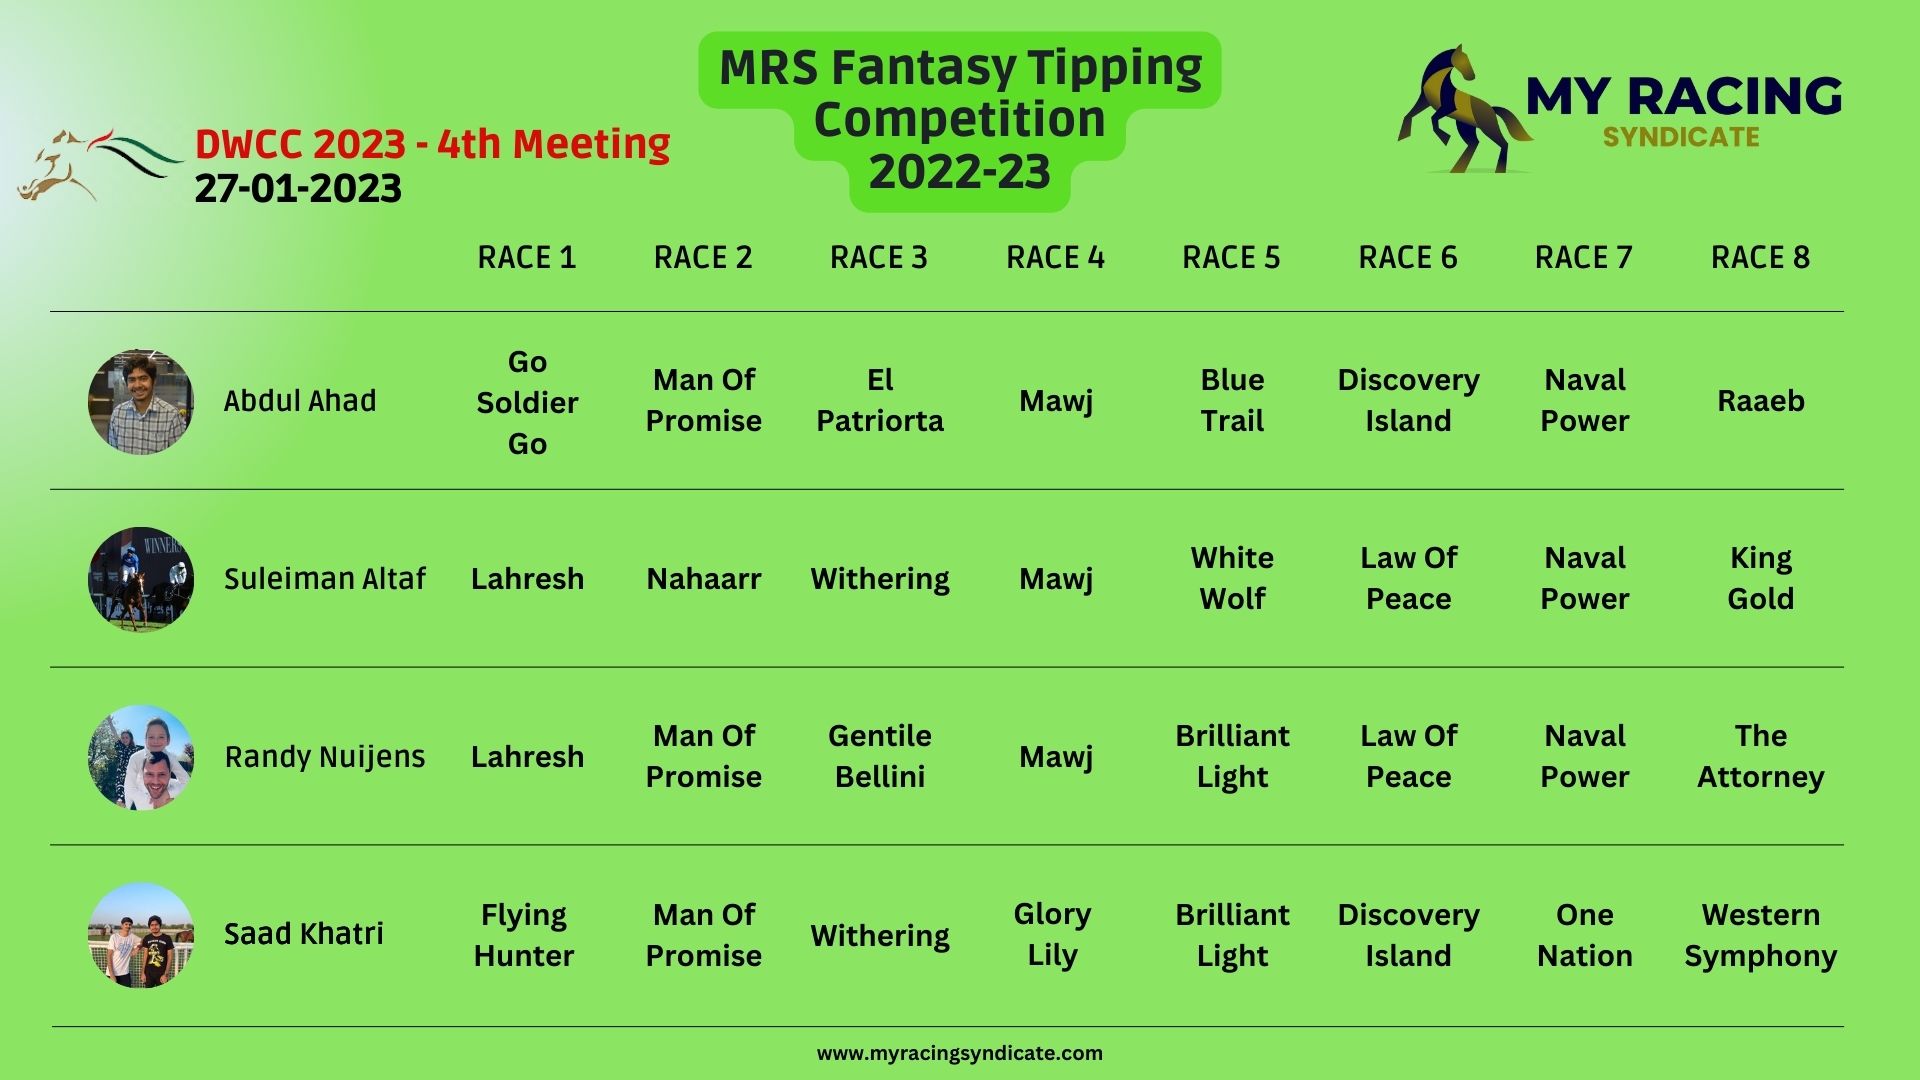 MRS Fantasy Tipping
Competition
2022-23
MY RACING
SYNDICATE
DWCC 2023 - 4th Meeting
27-01-2023
RACE 1 RACE 2 RACE 3 RACE 4 RACE 5 RACE 6 RACE 7 RACE 8
Abdul Ahad
Go
Soldier
Go
Man Of
Promise
El
Patriorta
Mawj
Blue
Trail
Discovery
Island
Naval
Power
Raaeb
WINNERS
Suleiman Altaf
Lahresh
Nahaarr
Withering
Mawj
White
Wolf
Law Of
Peace
Naval
Power
King
Gold
Randy Nuijens
Lahresh
Man Of
Promise
Gentile
Bellini
Mawj
Brilliant
Light
Law Of
Peace
Naval
Power
The
Attorney
Saad Khatri
Flying
Hunter
Man Of
Promise
Withering
Glory
Lily
Brilliant
Light
Discovery
Island
One
Nation
Western
Symphony
www.myracingsyndicate.com